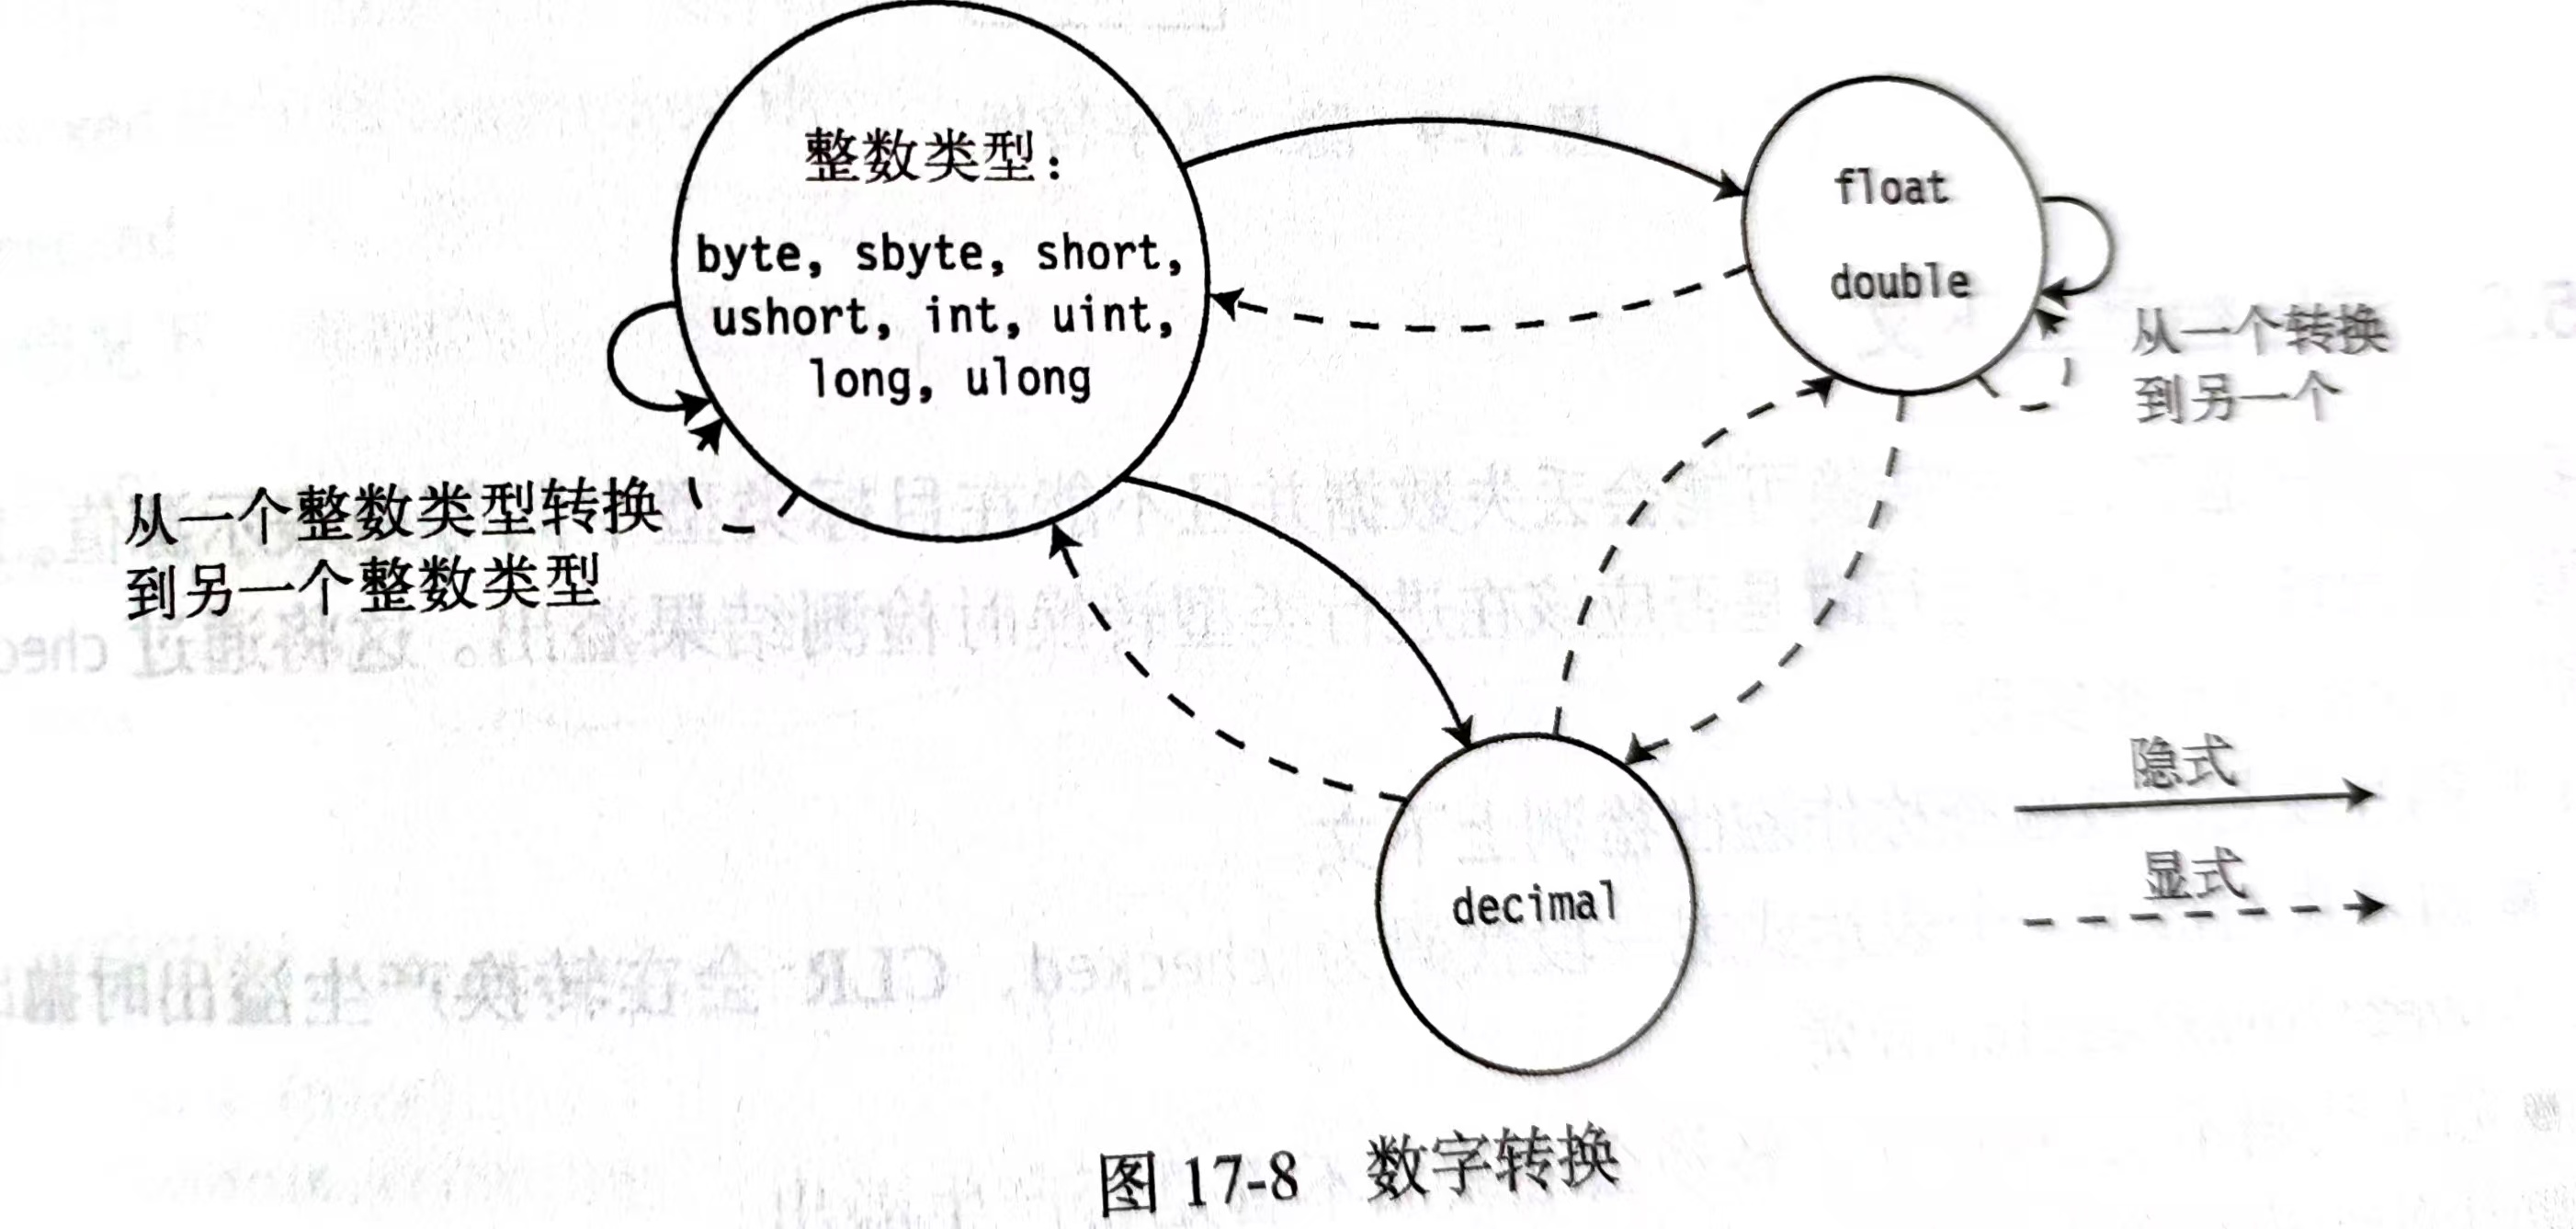 整数类型：
byte, sbyte, short,
ushort, int, uint,
long, ulong
从一个整数类型转换
到另一个整数类型
float
double
从一个转换
到另一个
decimal
隐式
显式
图 17-8 数字转换